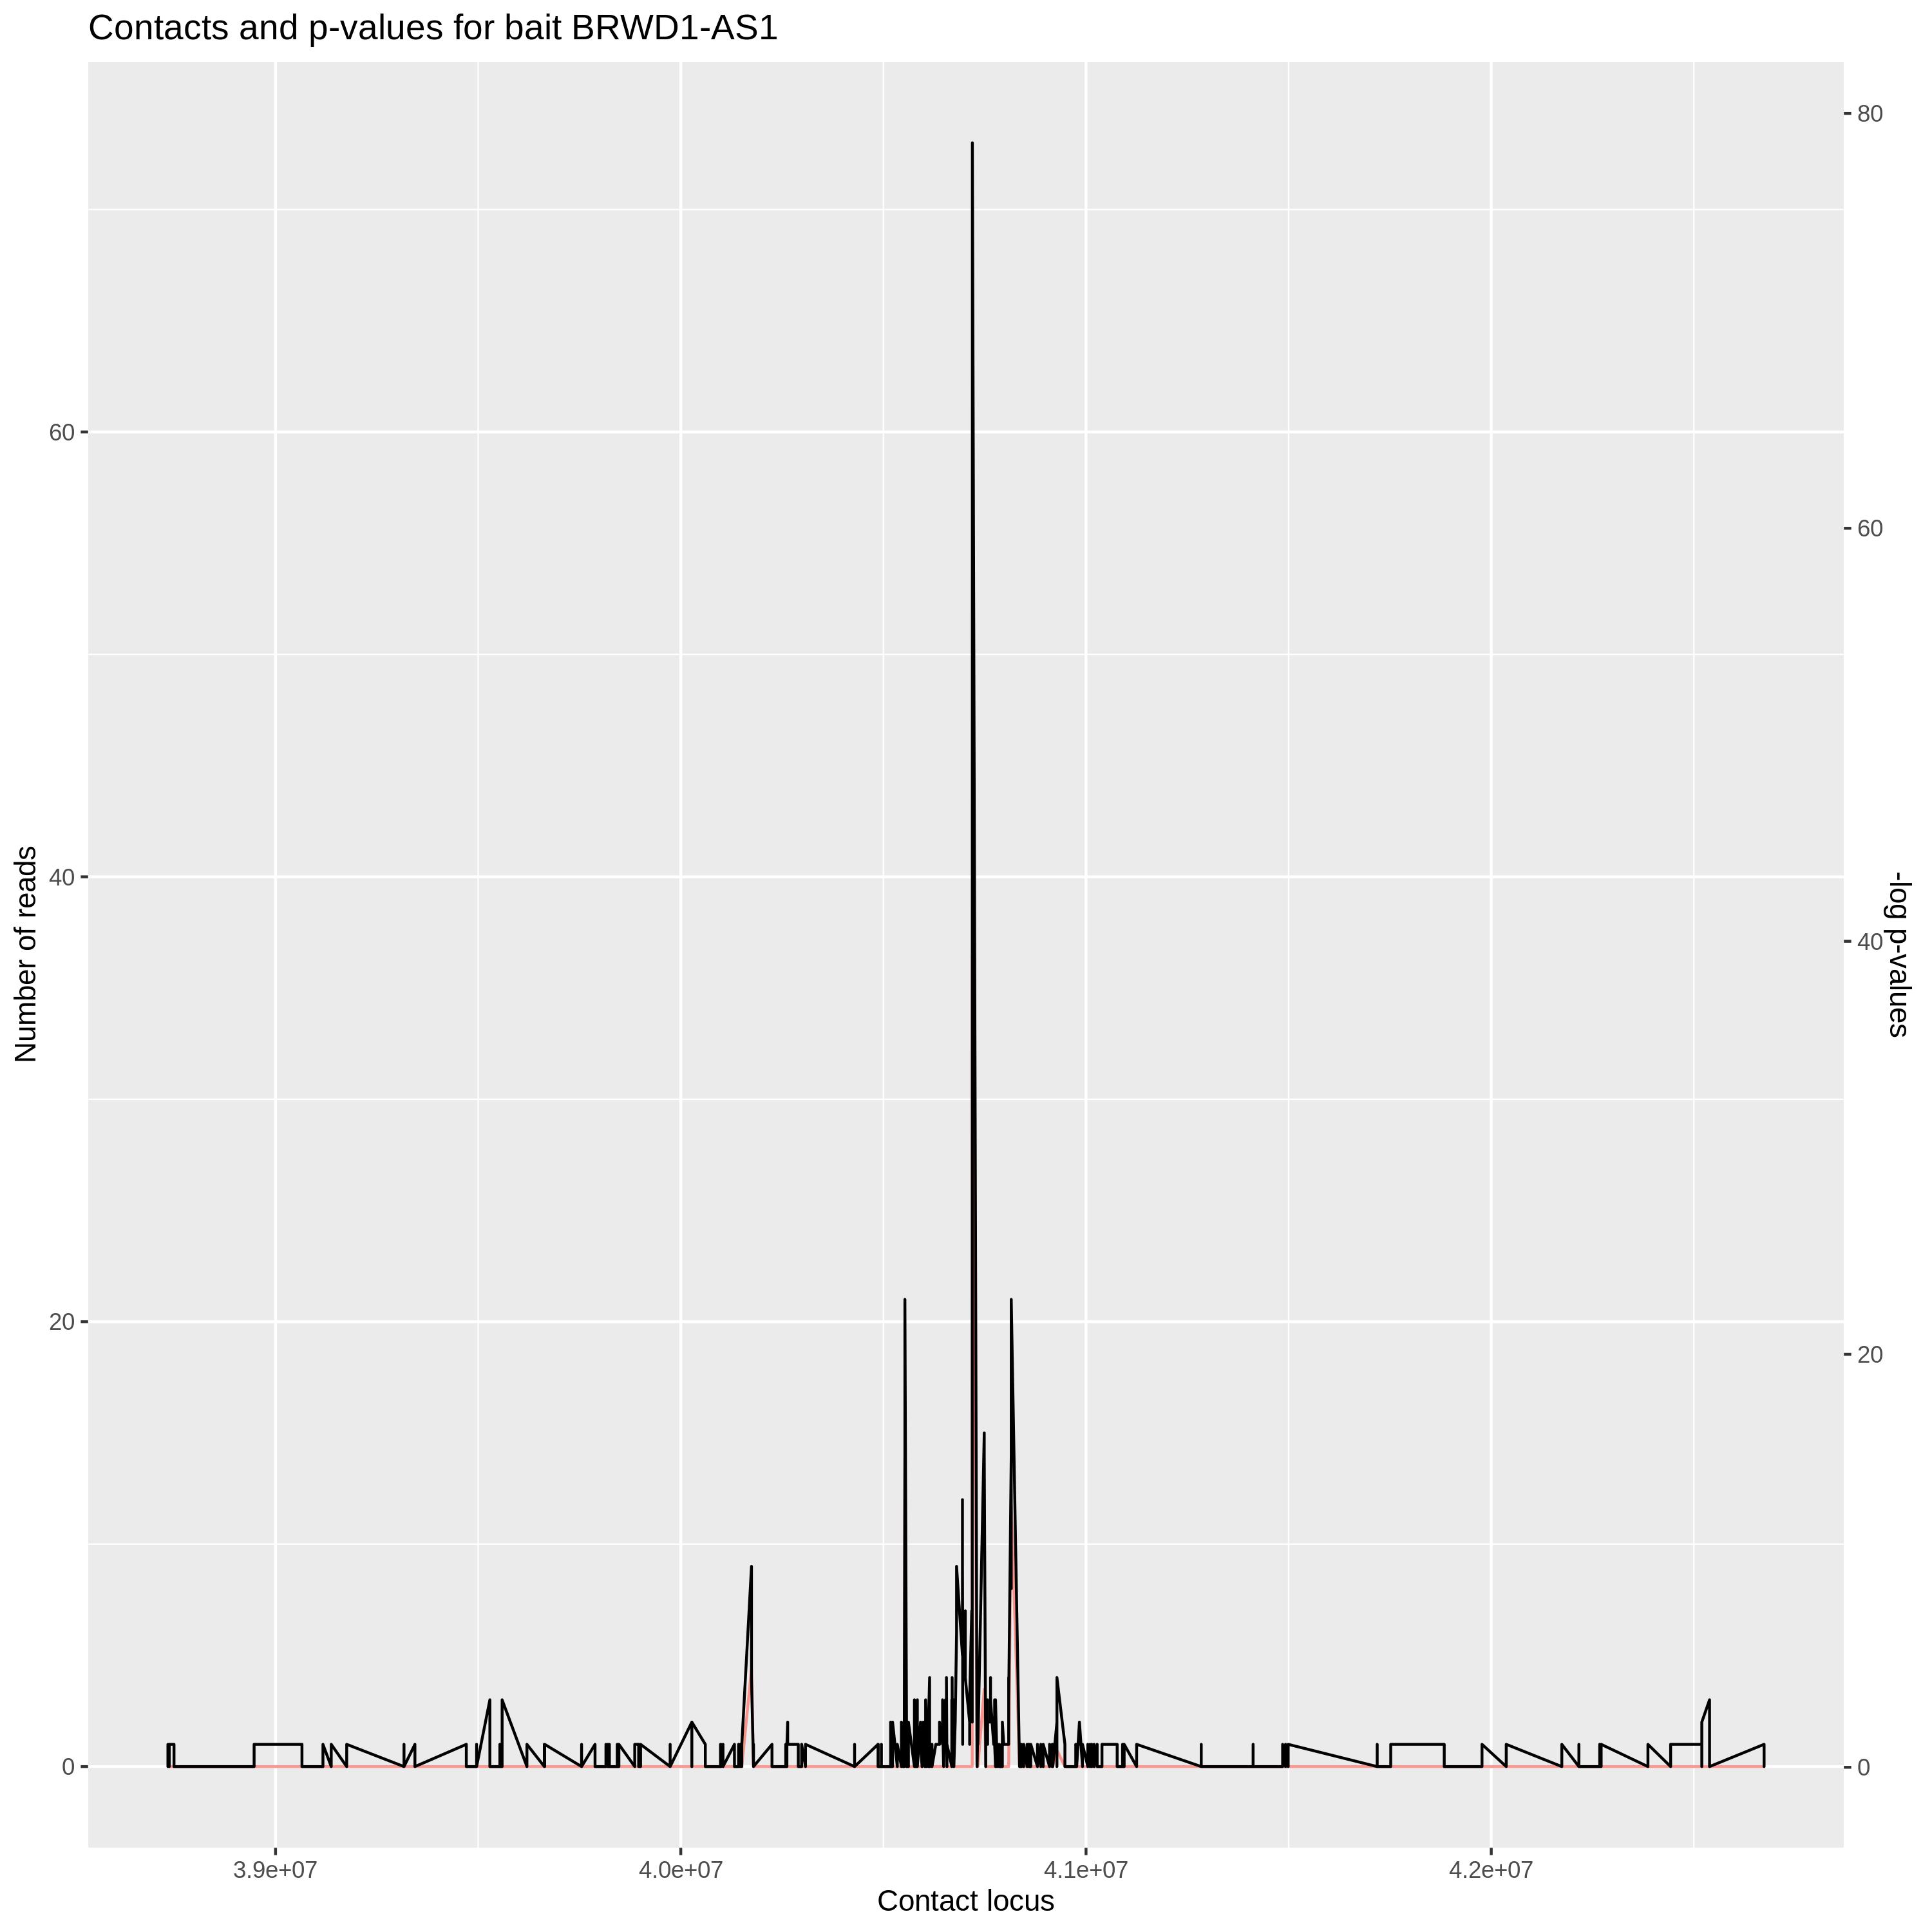 Contacts and p-values for bait BRWD1-AS1
80
60
60
40
40
20
20
0
0
Number of reads
-log p-values
3.9e+07
4.0e+07
4.1e+07
4.2e+07
Contact locus